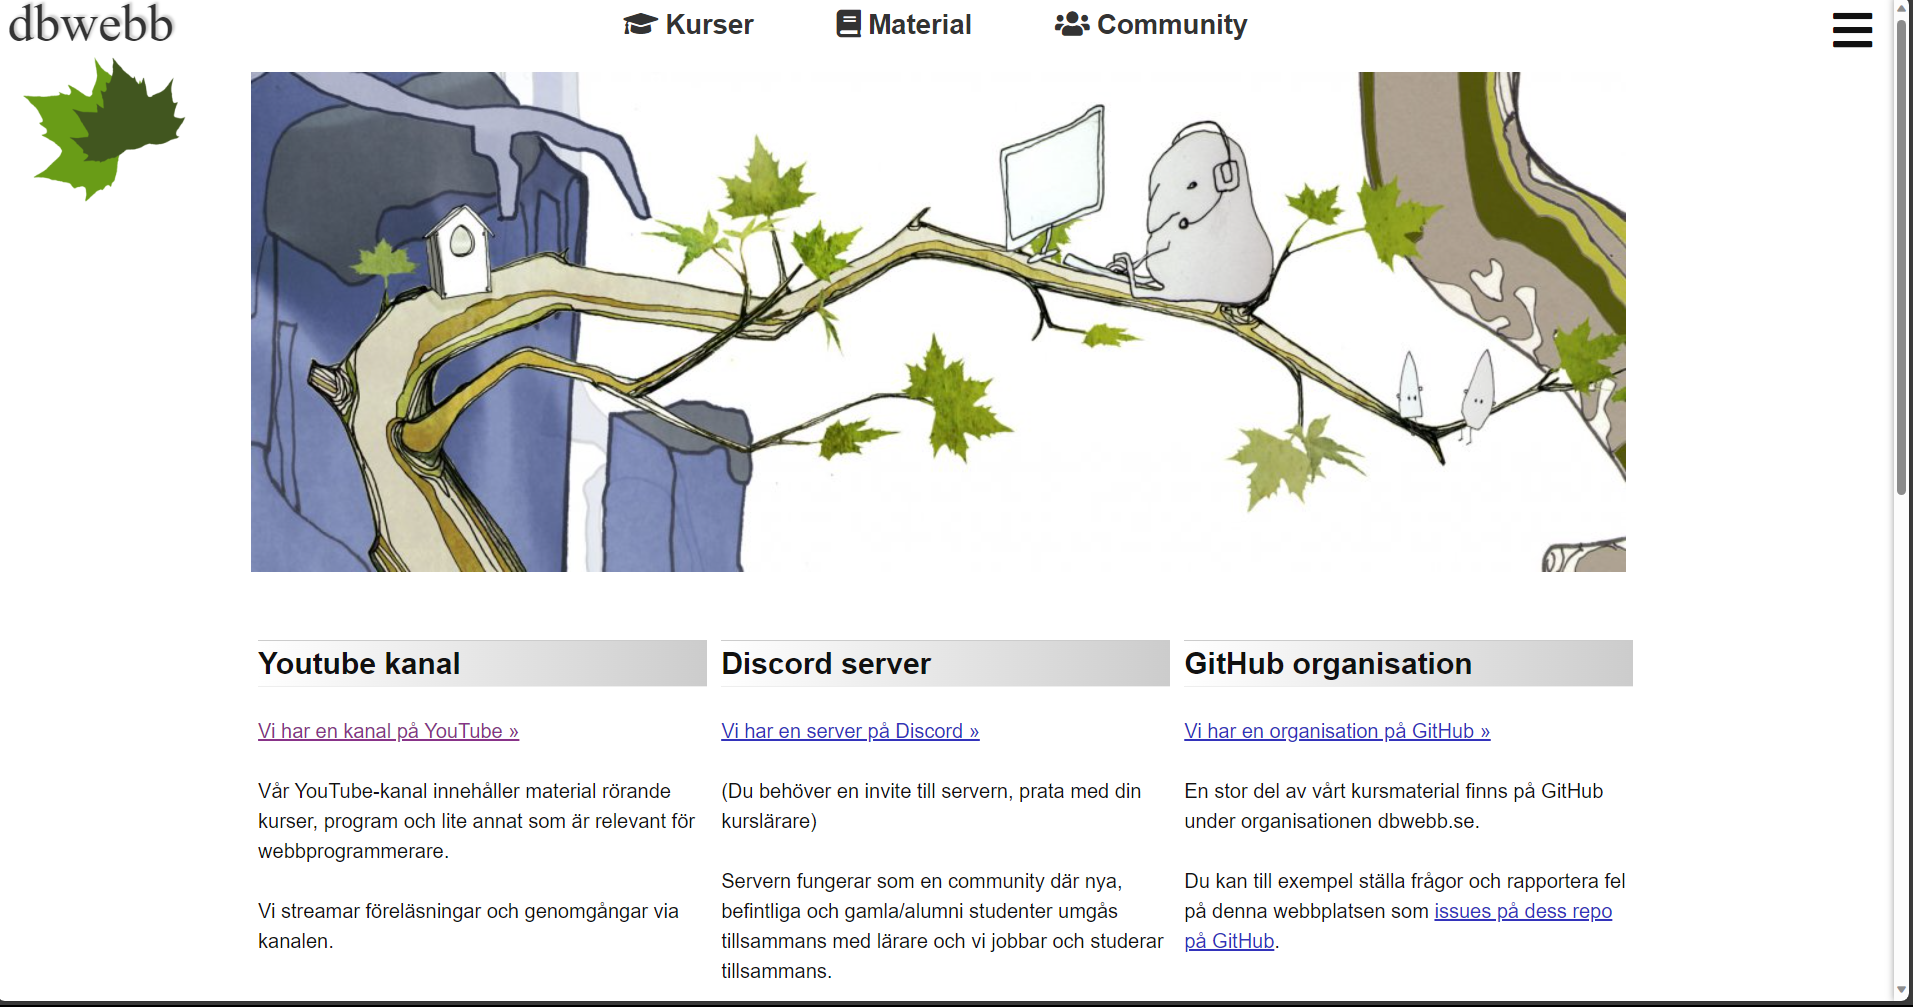 dbwebb
Kurser
Material
Community
Youtube kanal
Vi har en kanal på YouTube »
Vår YouTube-kanal innehåller material rörande
kurser, program och lite annat som är relevant för
webbprogrammerare.
Vi streamar föreläsningar och genomgångar via
kanalen.
Discord server
Vi har en server på Discord »
(Du behöver en invite till servern, prata med din
kurslärare)
Servern fungerar som en community där nya,
befintliga och gamla/alumni studenter umgås
tillsammans med lärare och vi jobbar och studerar
tillsammans.
GitHub organisation
Vi har en organisation på GitHub »
En stor del av vårt kursmaterial finns på GitHub
under organisationen dbwebb.se.
Du kan till exempel ställa frågor och rapportera fel
på denna webbplatsen som issues på dess repo
på GitHub.